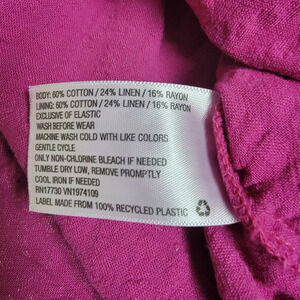 BODY: 60% COTTON / 24% LINEN / 16% RAYON
LINING: 60% COTTON / 24% LINEN / 16% RAYON
EXCLUSIVE OF ELASTIC
WASH BEFORE WEAR
MACHINE WASH COLD WITH LIKE COLORS
GENTLE CYCLE
ONLY NON-CHLORINE BLEACH IF NEEDED
TUMBLE DRY LOW, REMOVE PROMPTLY
COOL IRON IF NEEDED
RN17730 VN1974109
LABEL MADE FROM 100% RECYCLED PLASTIC